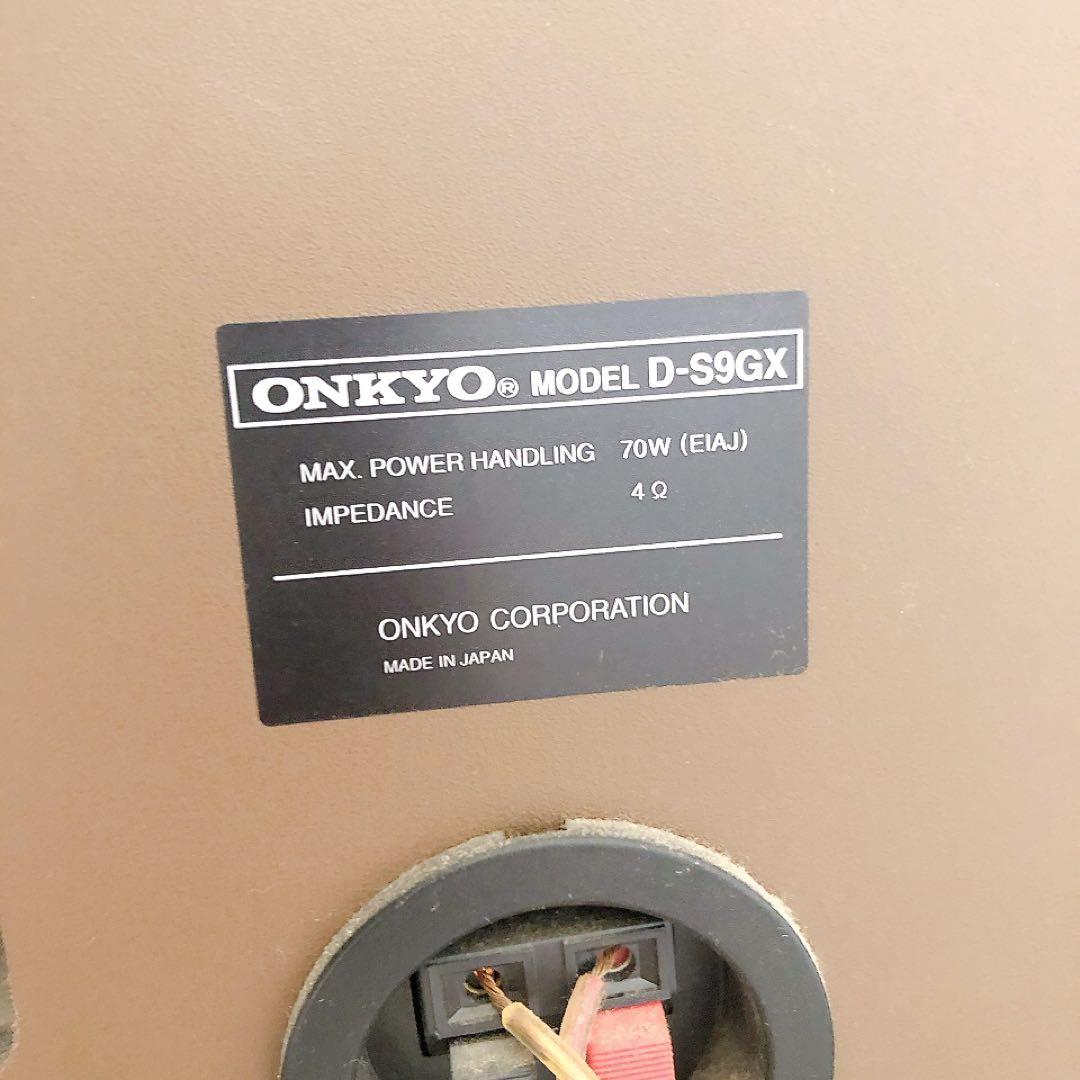 ONKYO® MODEL D-S9GX
MAX. POWER HANDLING 70W (EIAJ)
IMPEDANCE 4 Ω
ONKYO CORPORATION
MADE IN JAPAN